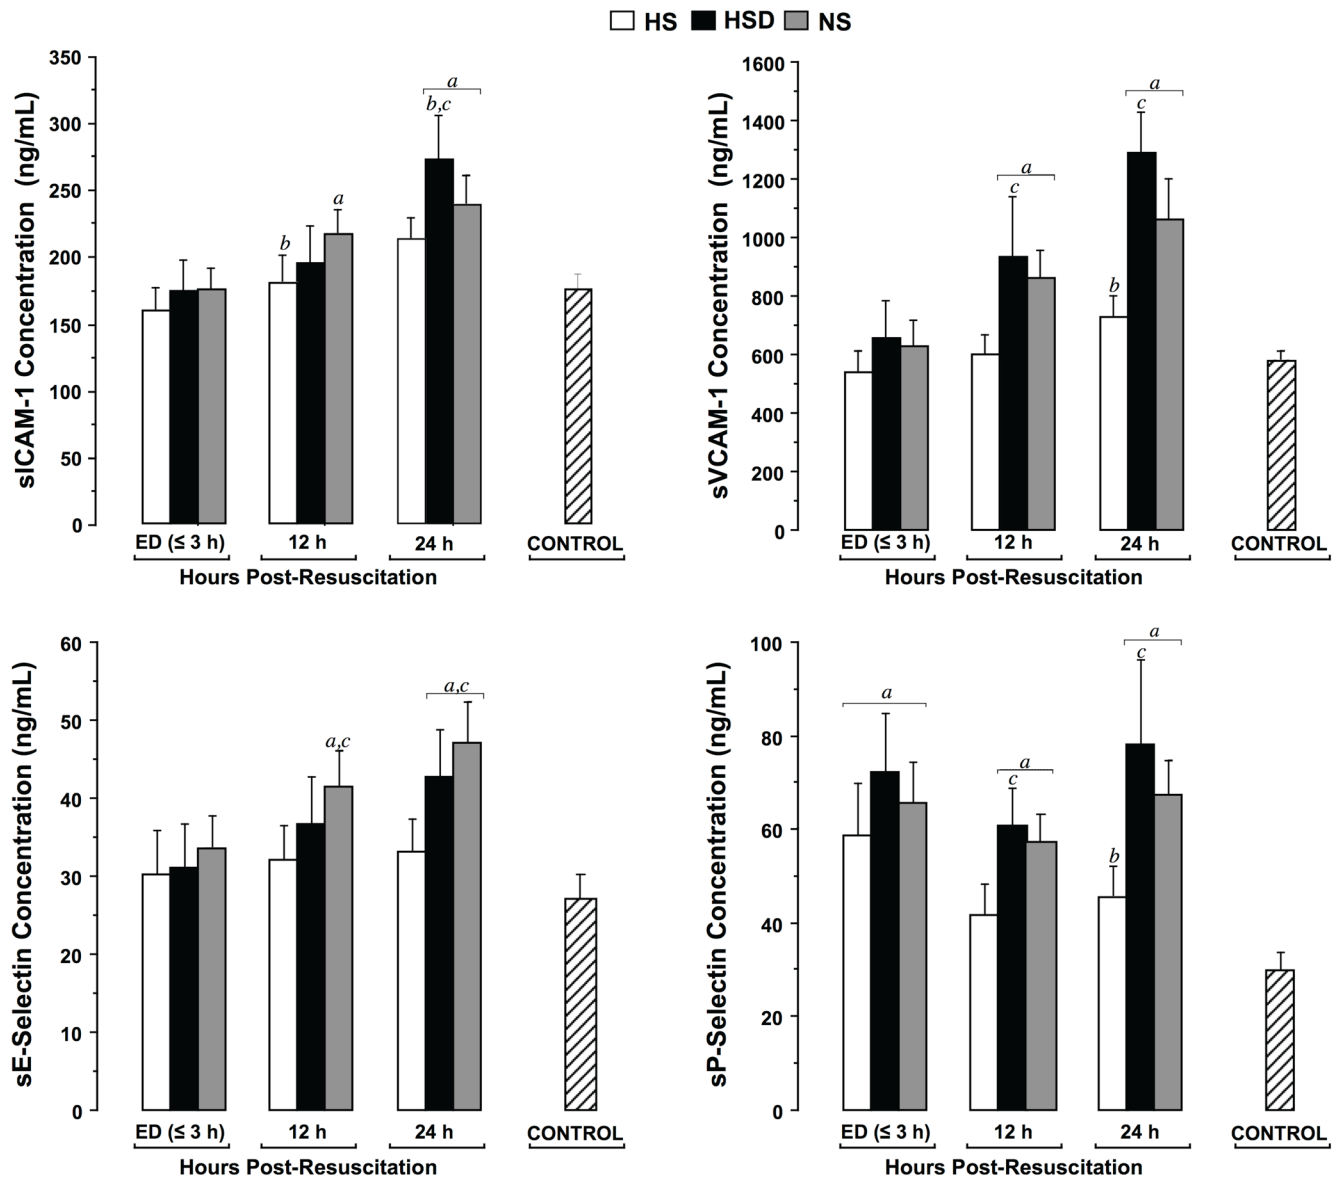 HS HSD NS
sICAM-1 Concentration (ng/mL)
350
300
250
200
150
100
50
0
b
a
b,c
a
ED (≤ 3 h) 12 h 24 h CONTROL
Hours Post-Resuscitation
sVCAM-1 Concentration (ng/mL)
1600
1400
1200
1000
800
600
400
200
0
a
c
b
a
c
ED (≤ 3 h) 12 h 24 h CONTROL
Hours Post-Resuscitation
sE-Selectin Concentration (ng/mL)
60
50
40
30
20
10
0
a,c
a,c
ED (≤ 3 h) 12 h 24 h CONTROL
Hours Post-Resuscitation
sP-Selectin Concentration (ng/mL)
100
80
60
40
20
0
a
a
c
b
a
c
ED (≤ 3 h) 12 h 24 h CONTROL
Hours Post-Resuscitation